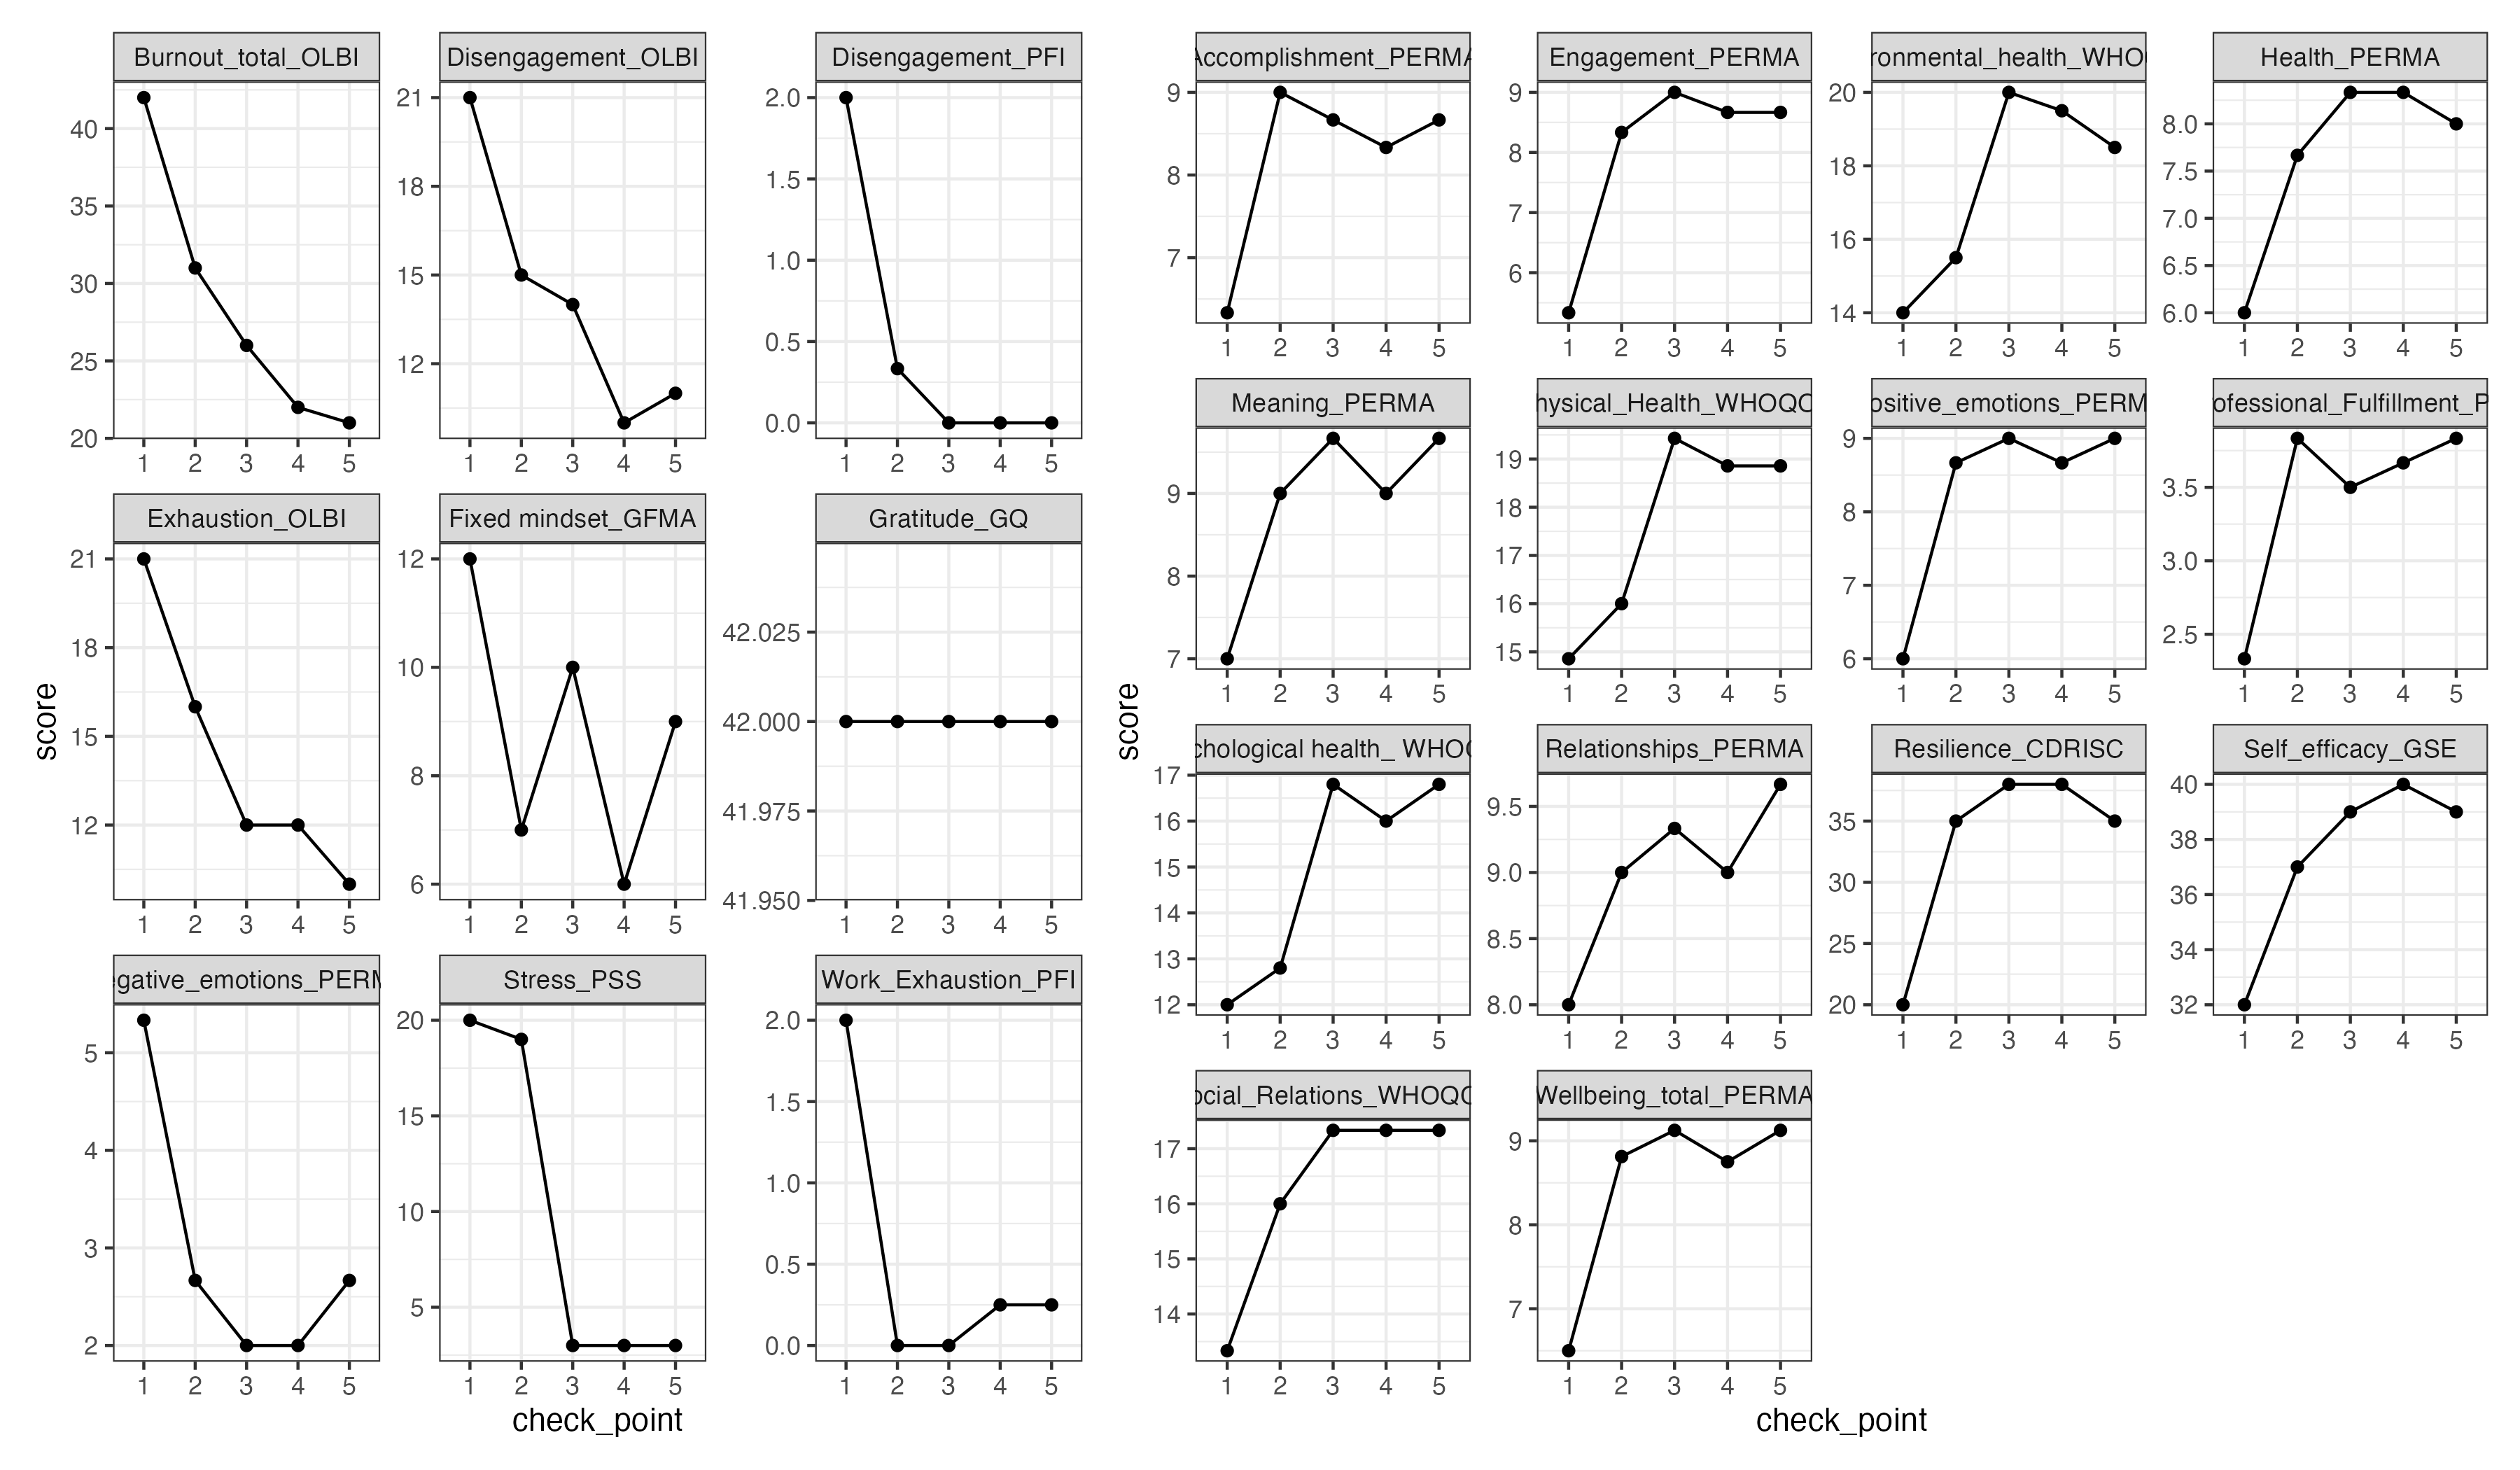 Burnout_total_OLBI
40
35
30
25
20
1 2 3 4 5
Disengagement_OLBI
21
18
15
12
1 2 3 4 5
Disengagement_PFI
2.0
1.5
1.0
0.5
0.0
1 2 3 4 5
Exhaustion_OLBI
21
18
15
12
1 2 3 4 5
Fixed mindset_GFMA
12
10
8
6
1 2 3 4 5
Gratitude_GQ
42.025
42.000
41.975
41.950
1 2 3 4 5
egative_emotions_PERM
5
4
3
2
1 2 3 4 5
Stress_PSS
20
15
10
5
1 2 3 4 5
Work_Exhaustion_PFI
2.0
1.5
1.0
0.5
0.0
1 2 3 4 5
score
check_point
Accomplishment_PERMA
9
8
7
1 2 3 4 5
Engagement_PERMA
9
8
7
6
1 2 3 4 5
ronmental_health_WHO
20
18
16
14
1 2 3 4 5
Health_PERMA
8.0
7.5
7.0
6.5
6.0
1 2 3 4 5
Meaning_PERMA
9
8
7
1 2 3 4 5
hysical_Health_WHOQO
19
18
17
16
15
1 2 3 4 5
ositive_emotions_PERM
9
8
7
6
1 2 3 4 5
ofessional_Fulfillment_P
3.5
3.0
2.5
1 2 3 4 5
chological health_ WHO
17
16
15
14
13
12
1 2 3 4 5
Relationships_PERMA
9.5
9.0
8.5
8.0
1 2 3 4 5
Resilience_CDRISC
35
30
25
20
1 2 3 4 5
Self_efficacy_GSE
40
38
36
34
32
1 2 3 4 5
ocial_Relations_WHOQO
17
16
15
14
1 2 3 4 5
Wellbeing_total_PERMA
9
8
7
1 2 3 4 5
score
check_point